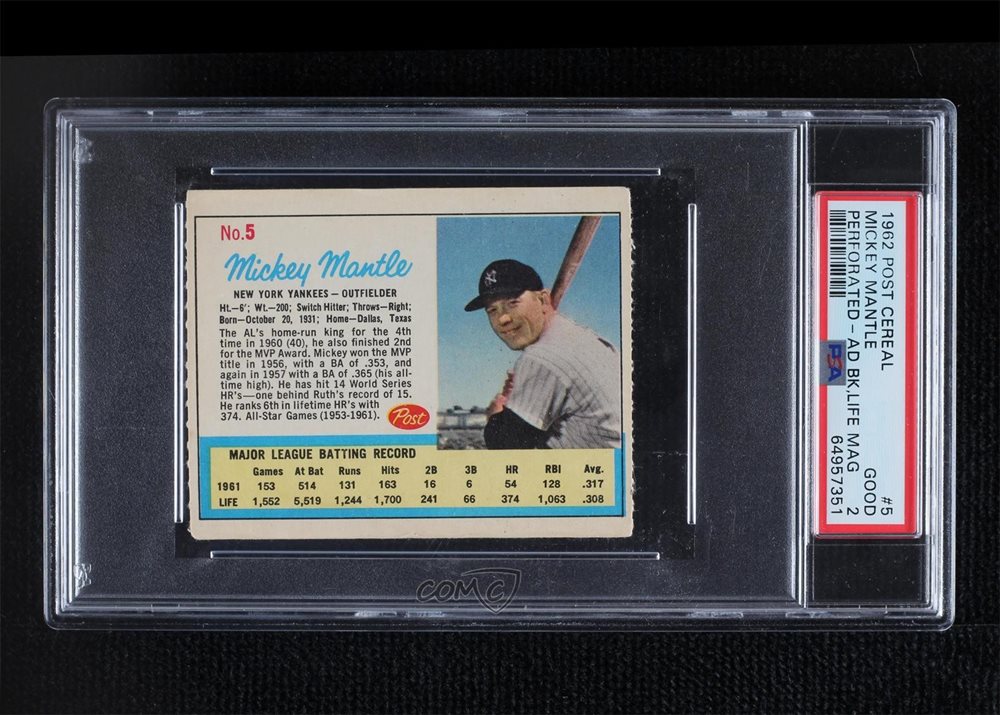 No.5
Mickey Mantle
NEW YORK YANKEES – OUTFIELDER
Ht.–6'; Wt.–200; Switch Hitter; Throws–Right;
Born–October 20, 1931; Home–Dallas, Texas
The AL's home-run king for the 4th
time in 1960 (40), he also finished 2nd
for the MVP Award. Mickey won the MVP
title in 1956, with a BA of .353, and
again in 1957 with a BA of .365 (his all-
time high). He has hit 14 World Series
HR's—one behind Ruth's record of 15.
He ranks 6th in lifetime HR's with
374. All-Star Games (1953-1961).
Post
MAJOR LEAGUE BATTING RECORD
Games At Bat Runs Hits 2B 3B HR RBI Avg.
1961 153 514 131 163 16 6 54 128 .317
LIFE 1,552 5,519 1,244 1,700 241 66 374 1,063 .308
1962 POST CEREAL #5
MICKEY MANTLE GOOD
PERFORATED - AD BK,LIFE MAG 2
PSA 64957351
COMC